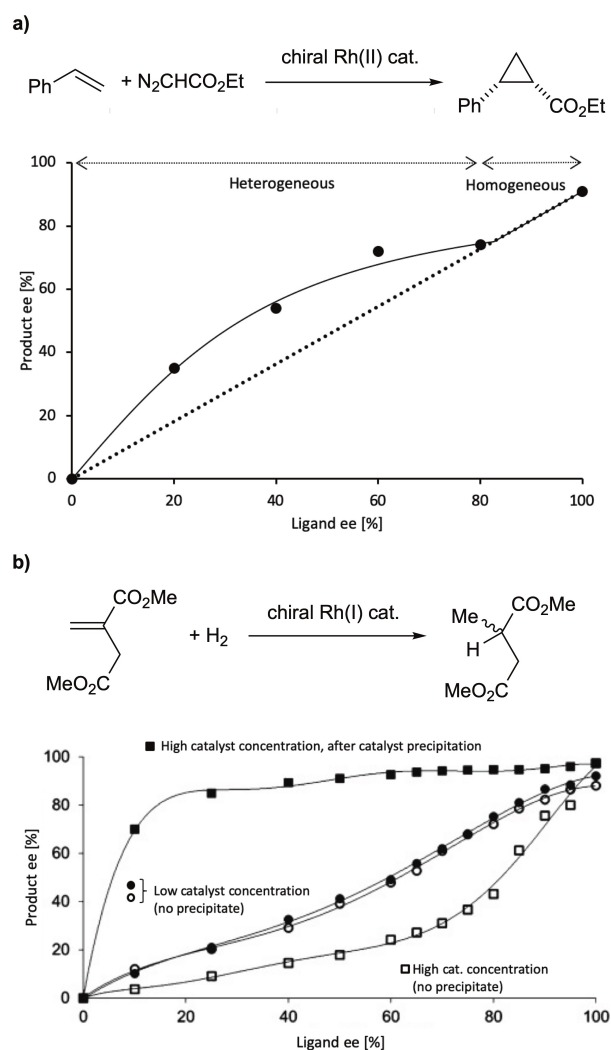 a)
chiral Rh(II) cat.
Ph
+ N2CHCO2Et
Ph
CO2Et
Heterogeneous
Homogeneous
100
80
60
40
20
0
Product ee [%]
0 20 40 60 80 100
Ligand ee [%]
b)
CO2Me
MeO2C
+ H2
chiral Rh(I) cat.
Me
CO2Me
H
MeO2C
High catalyst concentration, after catalyst precipitation
100
80
60
40
20
0
Product ee [%]
Low catalyst concentration
(no precipitate)
High cat. concentration
(no precipitate)
0 20 40 60 80 100
Ligand ee [%]